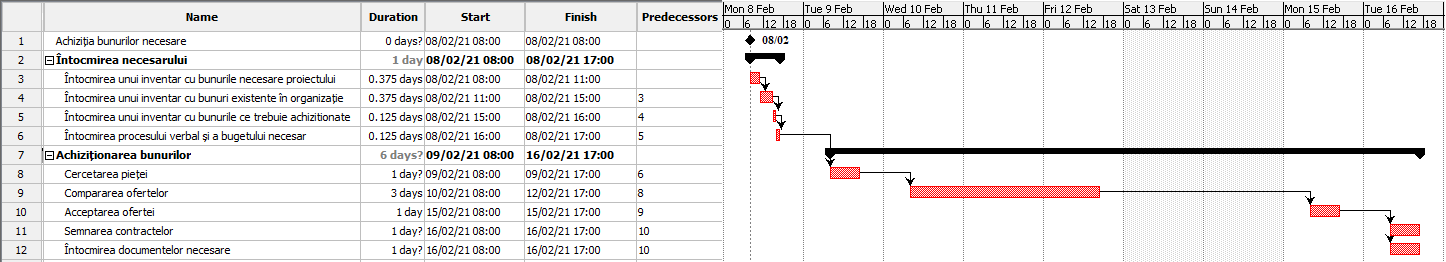 Name Duration Start Finish Predecessors
Mon 8 Feb Tue 9 Feb Wed 10 Feb Thu 11 Feb Fri 12 Feb Sat 13 Feb Sun 14 Feb Mon 15 Feb Tue 16 Feb
0 6 12 18 0 6 12 18 0 6 12 18 0 6 12 18 0 6 12 18 0 6 12 18 0 6 12 18 0 6 12 18 0 6 12 18
1 Achiziția bunurilor necesare 0 days? 08/02/21 08:00 08/02/21 08:00 08/02
2 Întocmirea necesarului 1 day 08/02/21 08:00 08/02/21 17:00
3 Întocmirea unui inventar cu bunurile necesare proiectului 0.375 days 08/02/21 08:00 08/02/21 11:00
4 Întocmirea unui inventar cu bunuri existente în organizație 0.375 days 08/02/21 11:00 08/02/21 15:00 3
5 Întocmirea unui inventar cu bunurile ce trebuie achizitionate 0.125 days 08/02/21 15:00 08/02/21 16:00 4
6 Întocmirea procesului verbal și a bugetului necesar 0.125 days 08/02/21 16:00 08/02/21 17:00 5
7 Achiziționarea bunurilor 6 days? 09/02/21 08:00 16/02/21 17:00
8 Cercetarea pieței 1 day? 09/02/21 08:00 09/02/21 17:00 6
9 Compararea ofertelor 3 days 10/02/21 08:00 12/02/21 17:00 8
10 Acceptarea ofertei 1 day 15/02/21 08:00 15/02/21 17:00 9
11 Semnarea contractelor 1 day? 16/02/21 08:00 16/02/21 17:00 10
12 Întocmirea documentelor necesare 1 day? 16/02/21 08:00 16/02/21 17:00 10